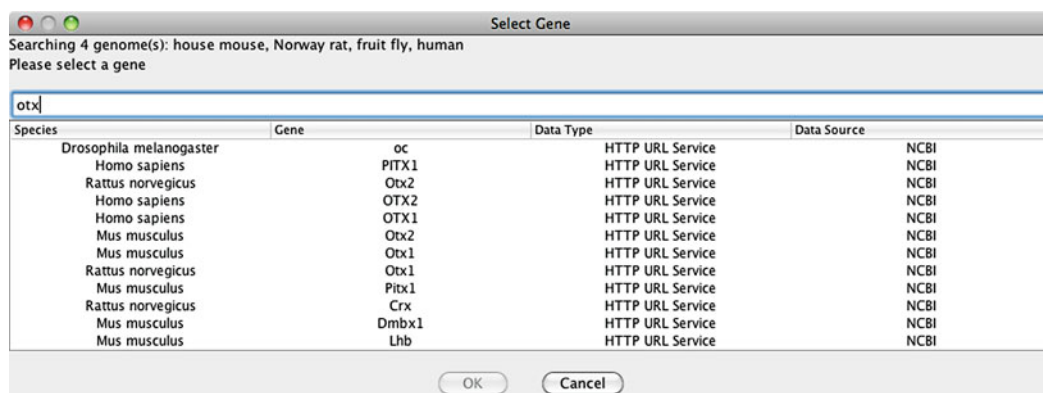 Select Gene
Searching 4 genome(s): house mouse, Norway rat, fruit fly, human
Please select a gene
otx
Species Gene Data Type Data Source
Drosophila melanogaster oc HTTP URL Service NCBI
Homo sapiens PITX1 HTTP URL Service NCBI
Rattus norvegicus Otx2 HTTP URL Service NCBI
Homo sapiens OTX2 HTTP URL Service NCBI
Homo sapiens OTX1 HTTP URL Service NCBI
Mus musculus Otx2 HTTP URL Service NCBI
Mus musculus Otx1 HTTP URL Service NCBI
Rattus norvegicus Otx1 HTTP URL Service NCBI
Mus musculus Pitx1 HTTP URL Service NCBI
Rattus norvegicus Crx HTTP URL Service NCBI
Mus musculus Dmbx1 HTTP URL Service NCBI
Mus musculus Lhb HTTP URL Service NCBI
OK Cancel